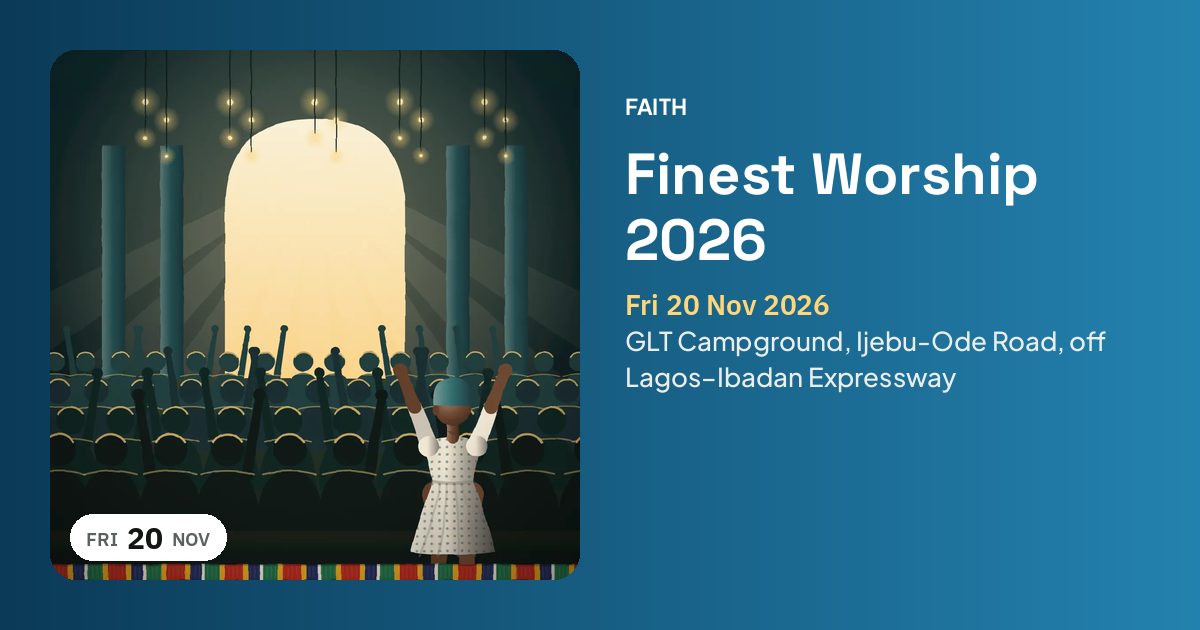 FAITH
Finest Worship
2026
Fri 20 Nov 2026
GLT Campground, Ijebu-Ode Road, off
Lagos-Ibadan Expressway
FRI 20 NOV